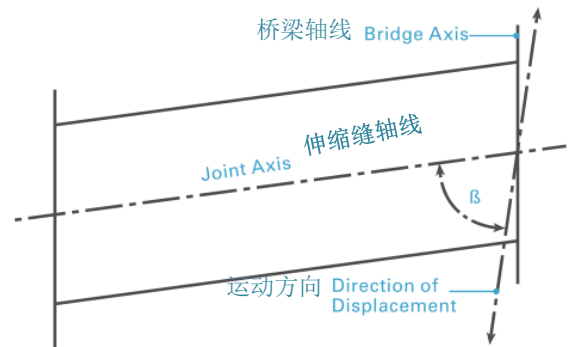 桥梁轴线 Bridge Axis
伸缩缝轴线
Joint Axis
ß
运动方向 Direction of
Displacement